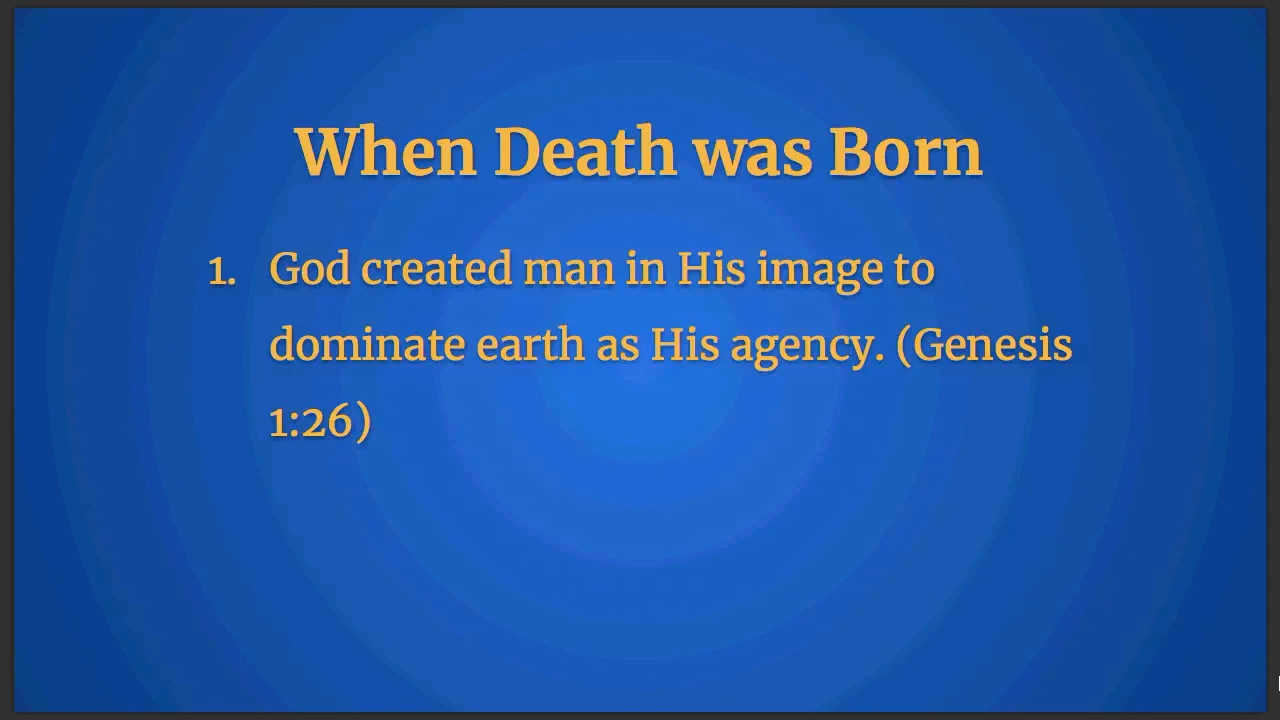 When Death was Born
1. God created man in His image to
dominate earth as His agency. (Genesis
1:26)